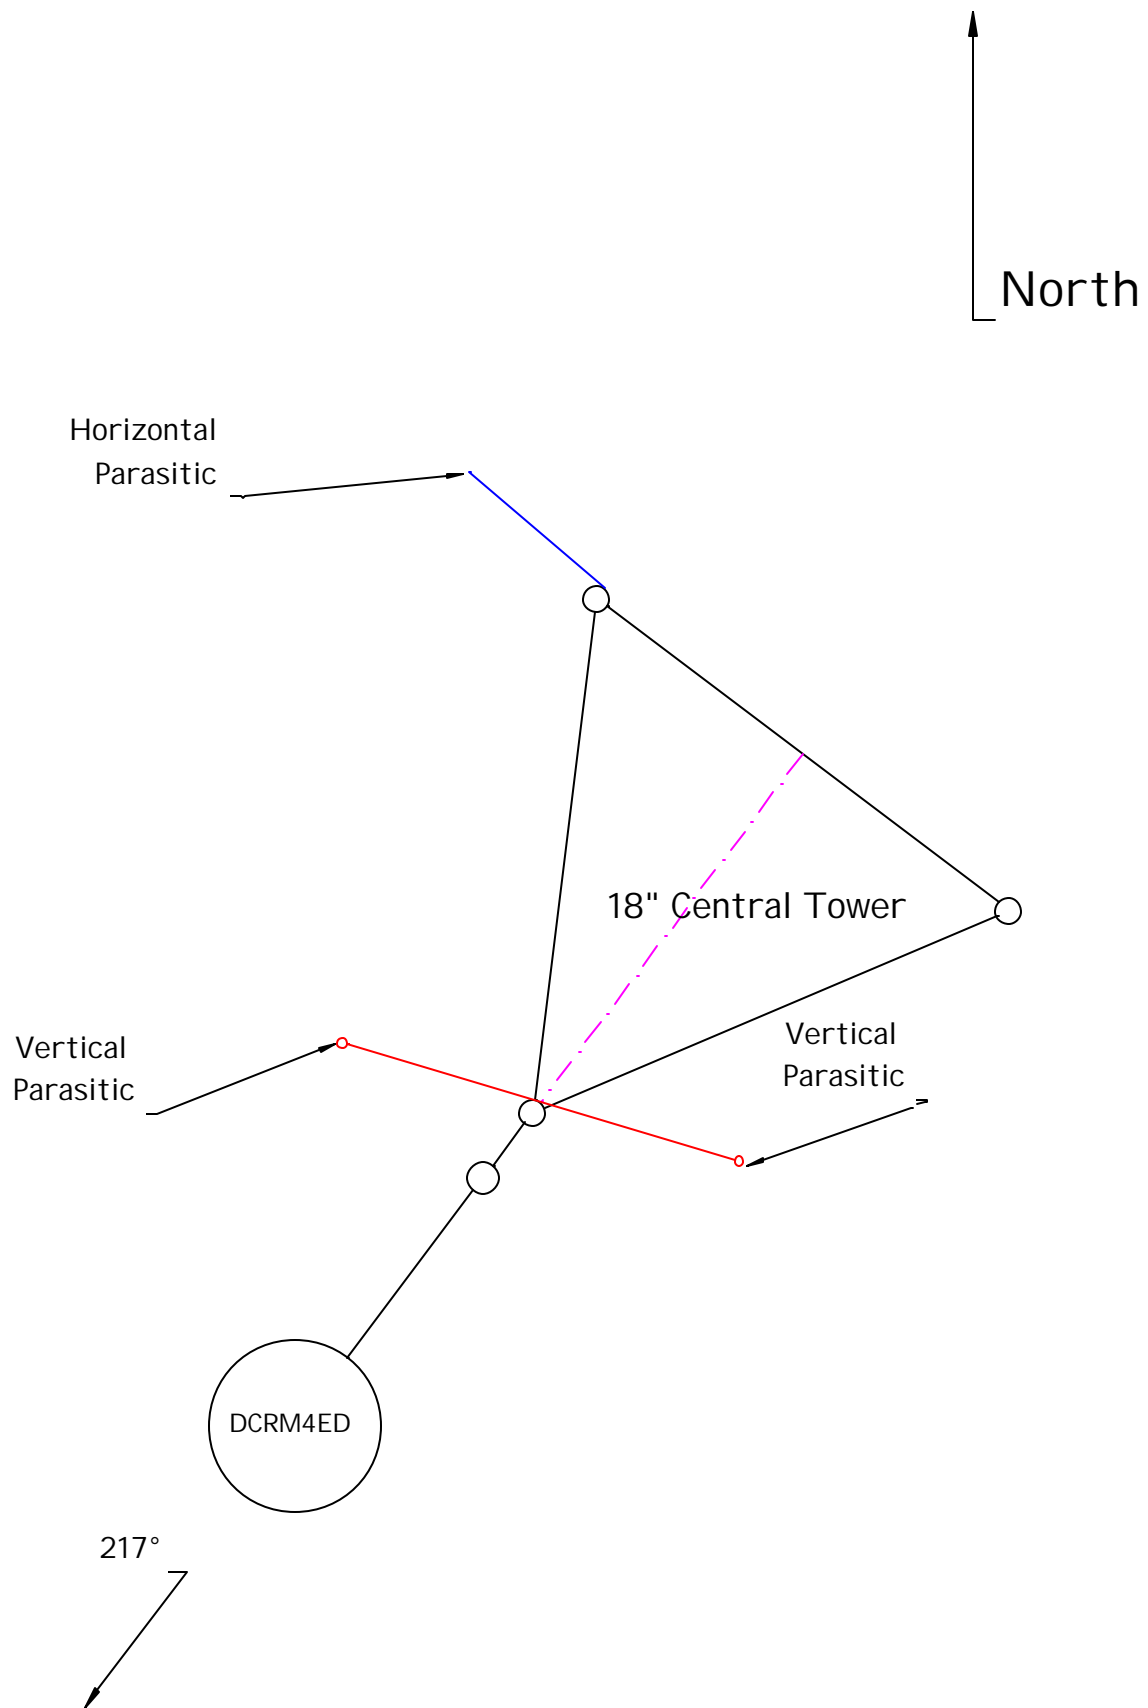 North
Horizontal
Parasitic
18" Central Tower
Vertical
Parasitic
Vertical
Parasitic
DCRM4ED
217°